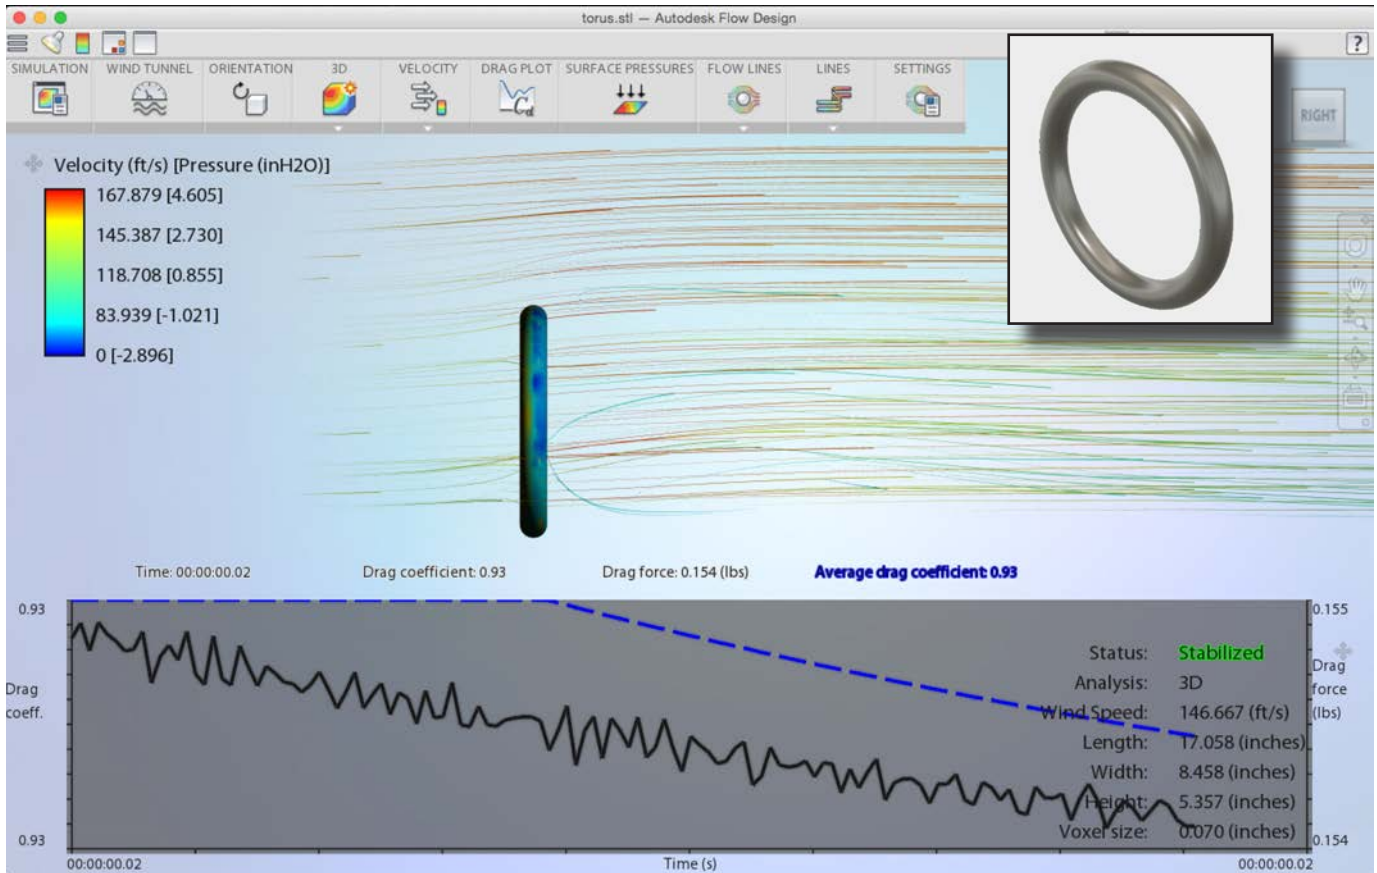 torus.stl — Autodesk Flow Design
?
SIMULATION WIND TUNNEL ORIENTATION 3D VELOCITY DRAG PLOT SURFACE PRESSURES FLOW LINES LINES SETTINGS
Cd
RIGHT
Velocity (ft/s) [Pressure (inH2O)]
167.879 [4.605]
145.387 [2.730]
118.708 [0.855]
83.939 [-1.021]
0 [-2.896]
Time: 00:00:00.02 Drag coefficient: 0.93 Drag force: 0.154 (lbs) Average drag coefficient: 0.93
0.93
Drag
coeff.
0.93
Status: Stabilized
Analysis: 3D
Wind Speed: 146.667 (ft/s)
Length: 17.058 (inches)
Width: 8.458 (inches)
Height: 5.357 (inches)
Voxel size: 0.070 (inches)
0.155
Drag
force
(lbs)
0.154
00:00:00.02 Time (s) 00:00:00.02